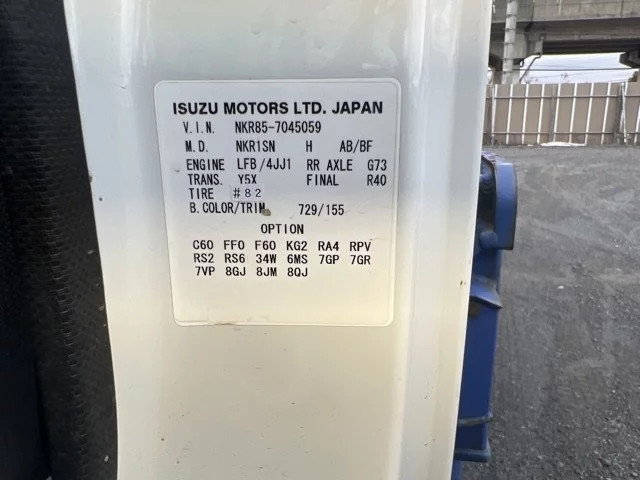 ISUZU MOTORS LTD. JAPAN
V.I.N. NKR85-7045059
M.D. NKR1SN H AB/BF
ENGINE LFB/4JJ1 RR AXLE G73
TRANS. Y5X FINAL R40
TIRE #82
B.COLOR/TRIM 729/155
OPTION
C60 FF0 F60 KG2 RA4 RPV
RS2 RS6 34W 6MS 7GP 7GR
7VP 8GJ 8JM 8QJ